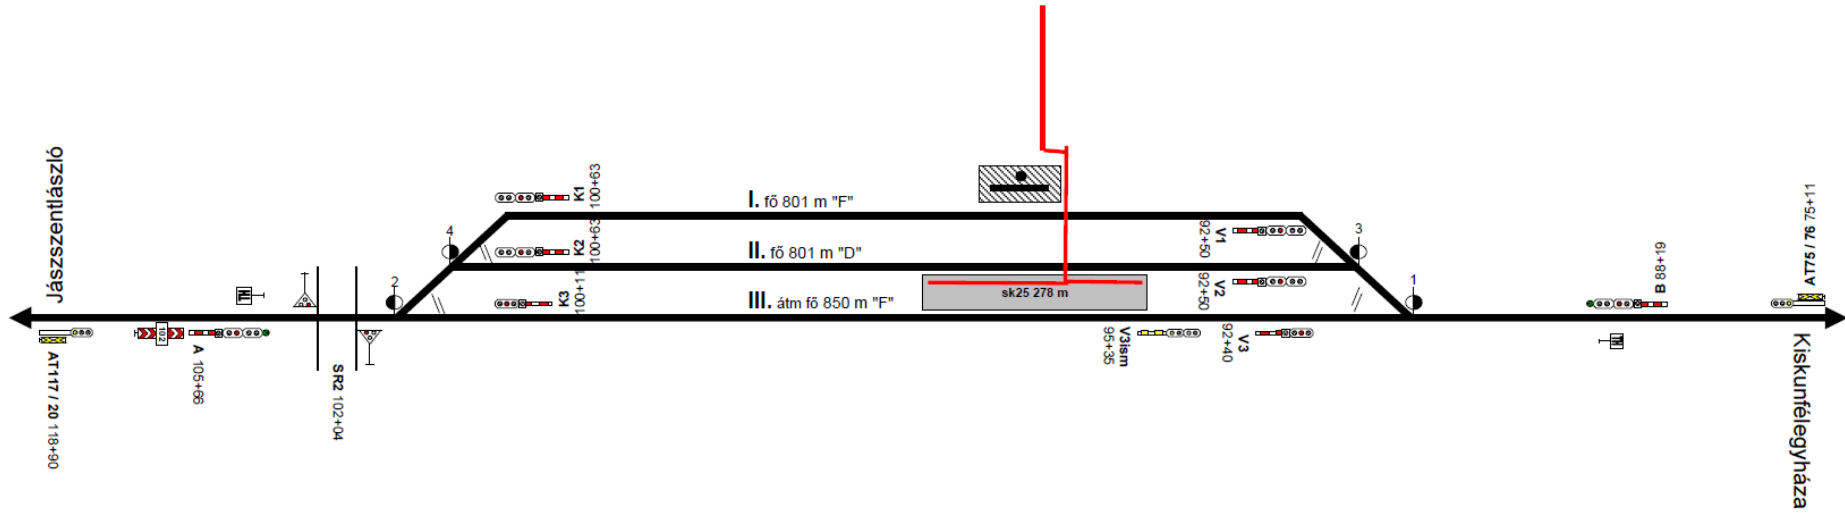 Jászszentlászló
AT117 / 20 118+90
102
A 105+66
SR2 102+04
2
4
K1
100+63
K2
100+63
K3
100+11
I. fő 801 m "F"
II. fő 801 m "D"
III. átm fő 850 m "F"
sk25 278 m
V1
92+50
V2
92+50
V3
92+40
V3ism
95+35
3
1
B 88+19
AT75 / 76 75+11
Kiskunfélegyháza